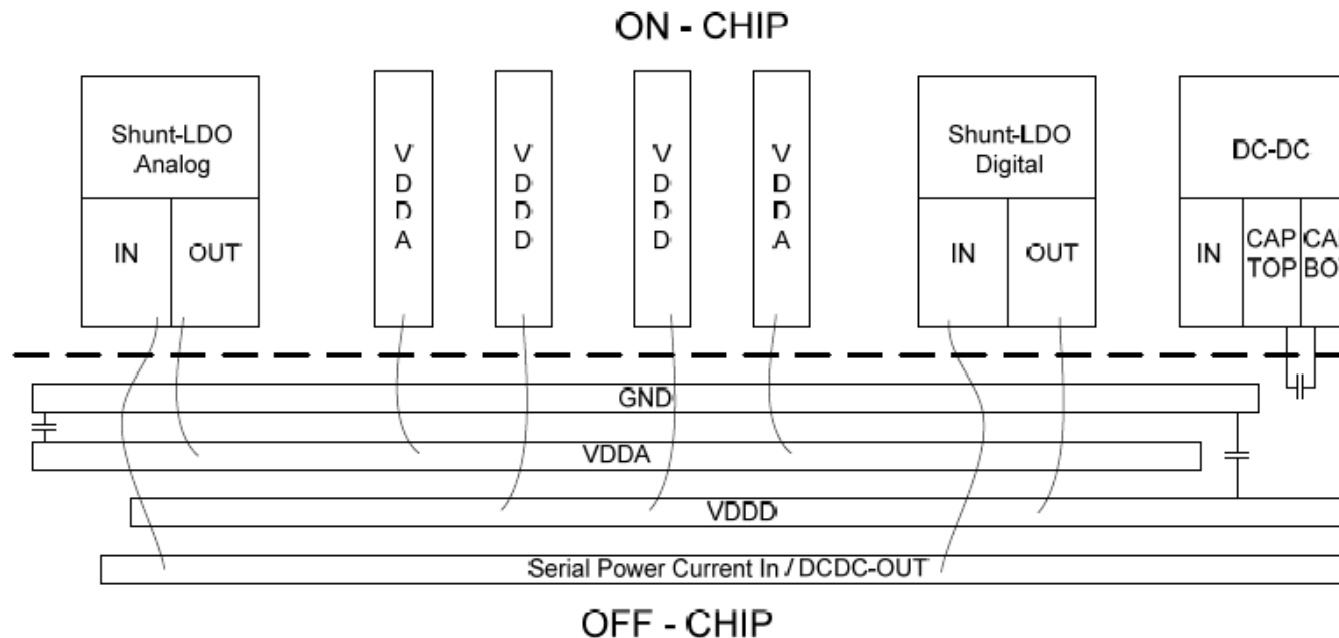 ON - CHIP
Shunt-LDO
Analog
IN
OUT
V
D
D
A
V
D
D
D
V
D
D
D
V
D
D
A
Shunt-LDO
Digital
IN
OUT
DC-DC
IN
CAP
TOP
GND
VDDA
VDDD
Serial Power Current In / DCDC-OUT
OFF - CHIP